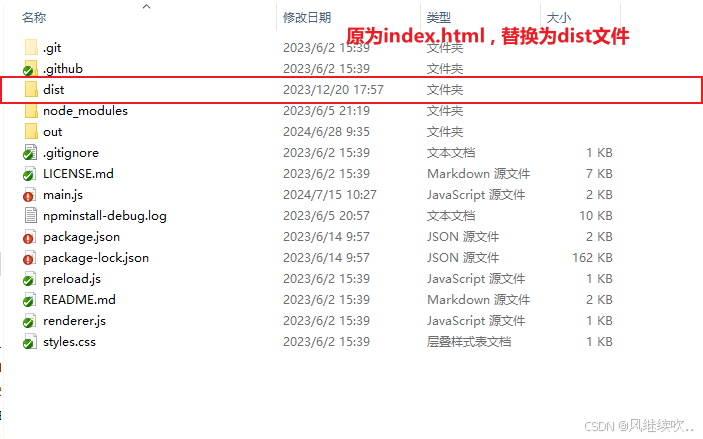 名称 修改日期 类型 大小
原为index.html，替换为dist文件
.git 2023/6/2 15:39 文件夹
.github 2023/6/2 15:39 文件夹
dist 2023/12/20 17:57 文件夹
node_modules 2023/6/5 21:19 文件夹
out 2024/6/28 9:35 文件夹
.gitignore 2023/6/2 15:39 文本文档 1 KB
LICENSE.md 2023/6/2 15:39 Markdown 源文件 7 KB
main.js 2024/7/15 10:27 JavaScript 源文件 2 KB
npminstall-debug.log 2023/6/5 20:57 文本文档 10 KB
package.json 2023/6/14 9:57 JSON 源文件 2 KB
package-lock.json 2023/6/14 9:57 JSON 源文件 162 KB
preload.js 2023/6/2 15:39 JavaScript 源文件 1 KB
README.md 2023/6/2 15:39 Markdown 源文件 2 KB
renderer.js 2023/6/2 15:39 JavaScript 源文件 1 KB
styles.css 2023/6/2 15:39 层叠样式表文档 1 KB
CSDN @风继续吹..